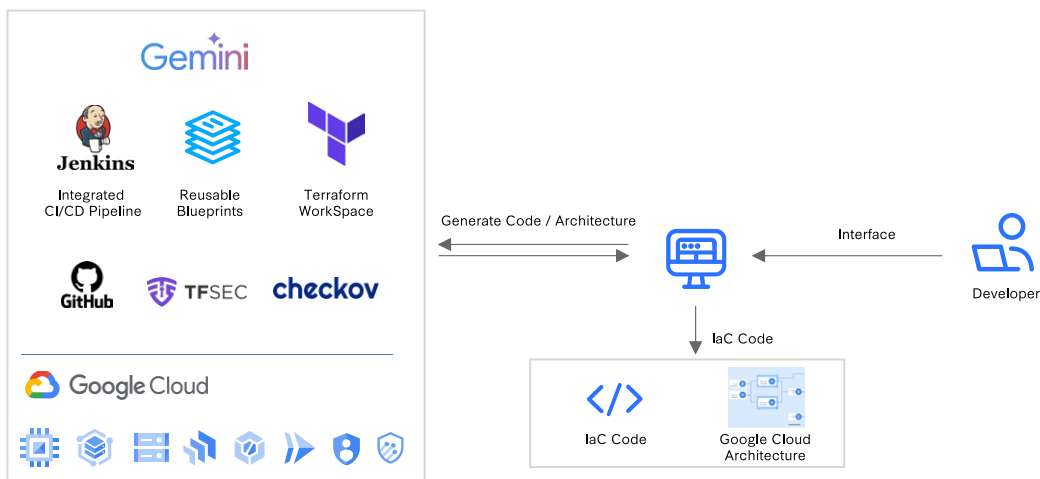 Gemini
Jenkins
Integrated
CI/CD Pipeline
Reusable
Blueprints
Terraform
WorkSpace
GitHub
TFSEC
checkov
Google Cloud
Generate Code / Architecture
Interface
Developer
IaC Code
IaC Code
Google Cloud
Architecture